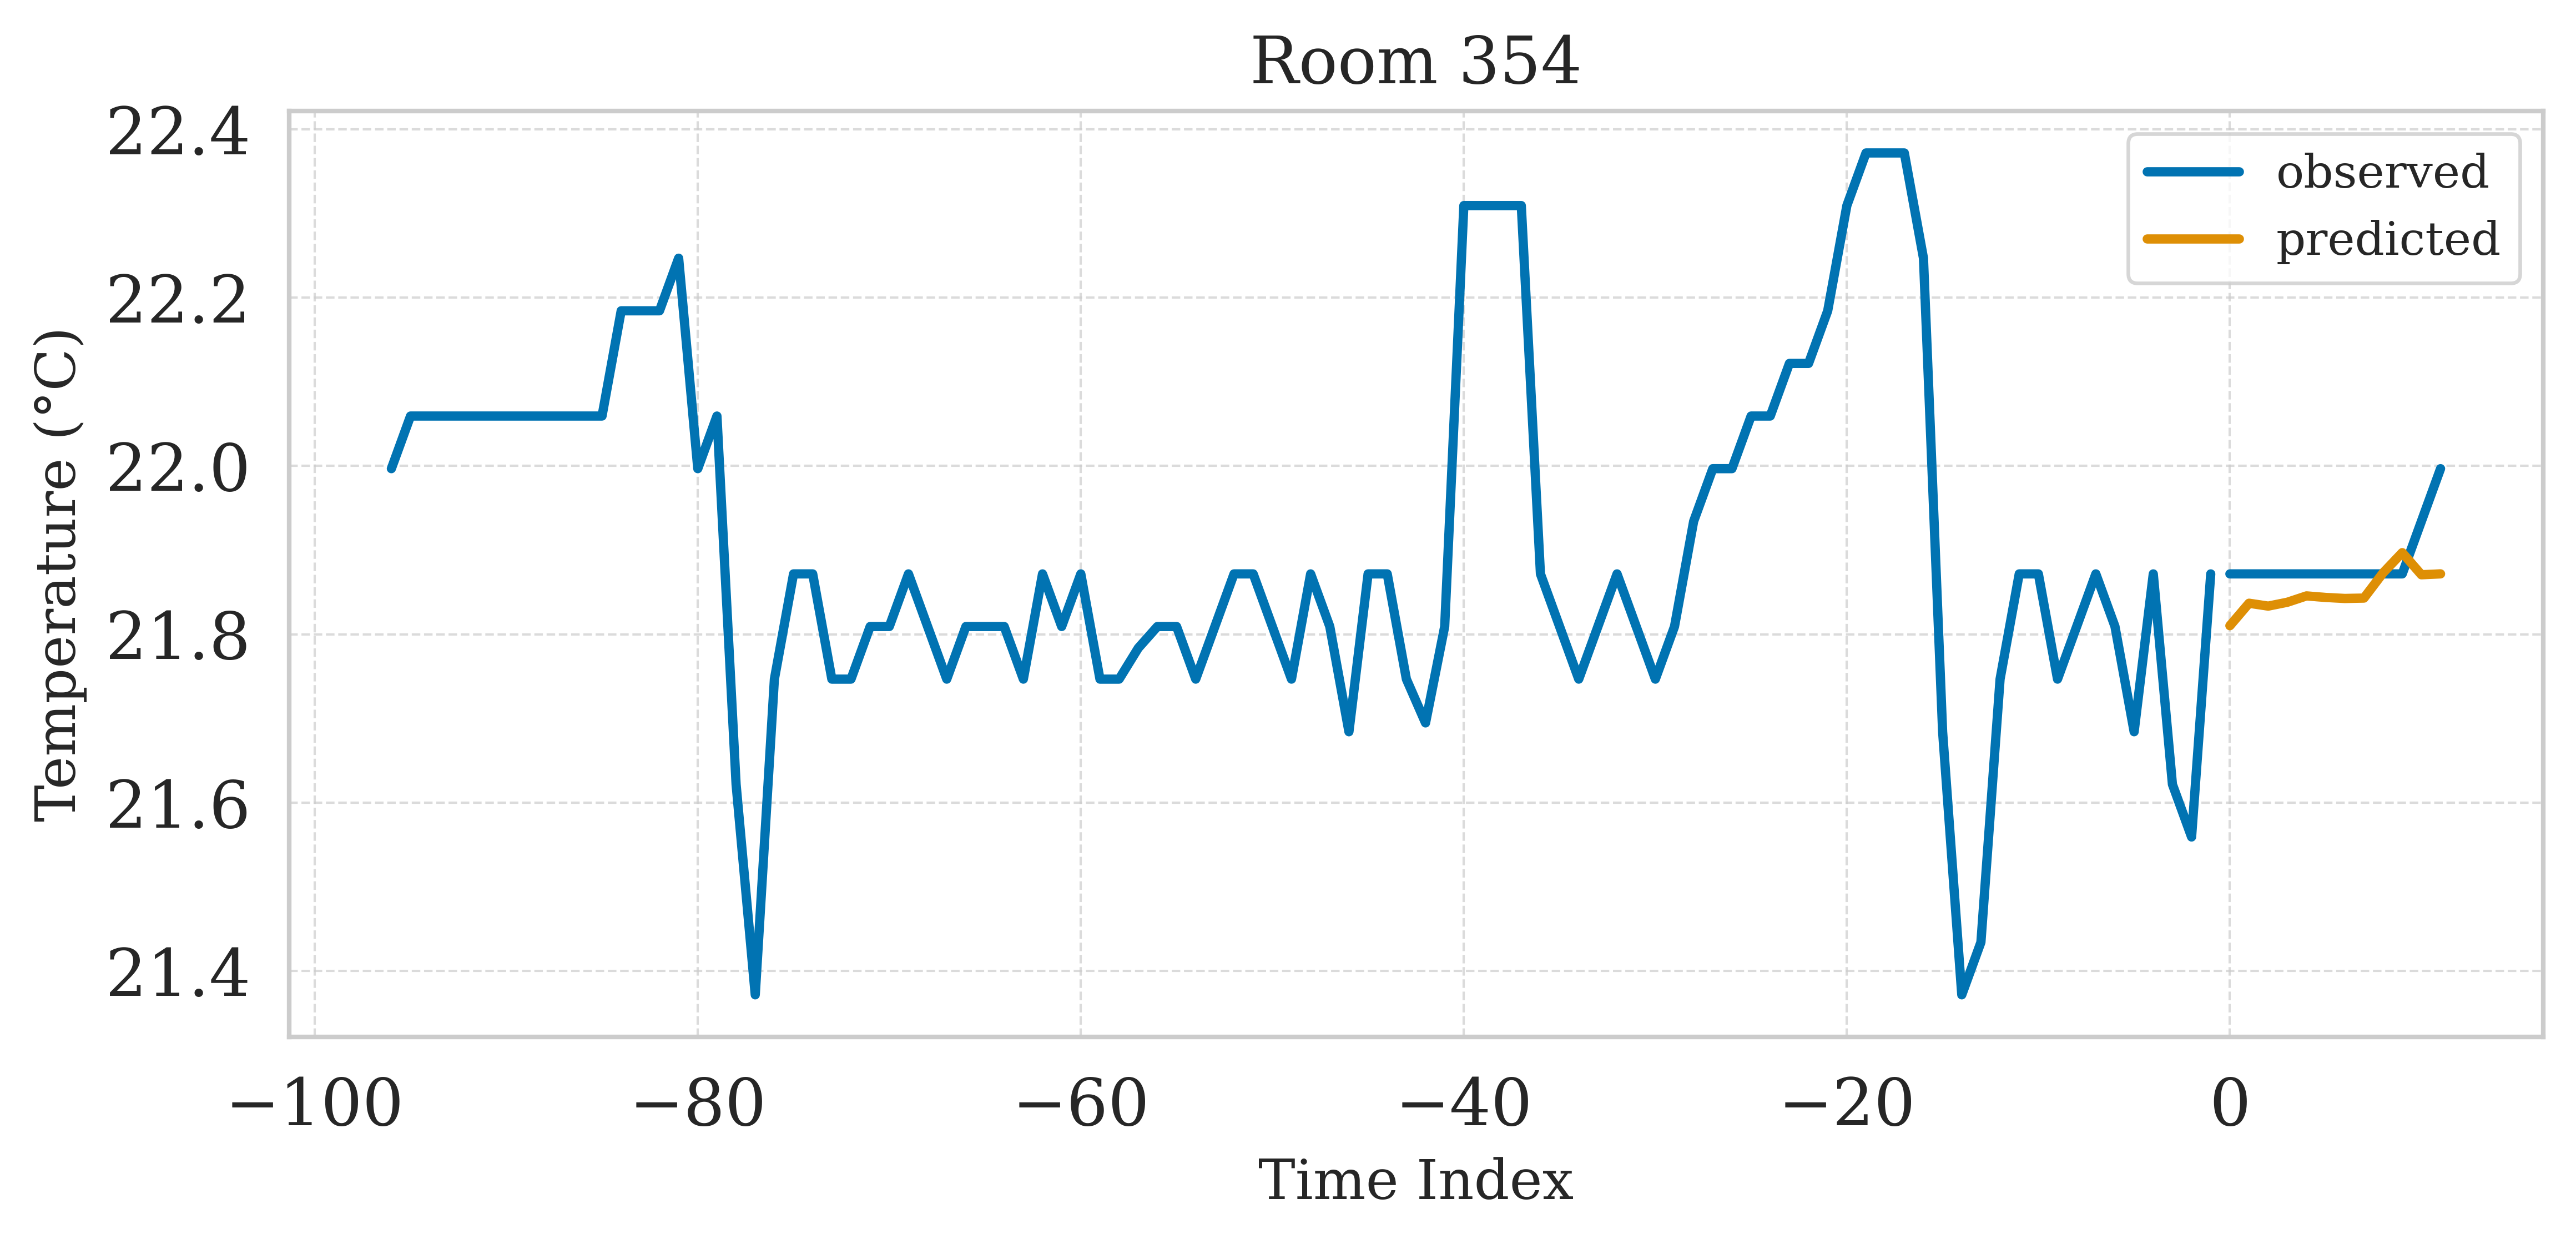 Room 354
22.4
22.2
22.0
21.8
21.6
21.4
Temperature (°C)
−100
−80
−60
−40
−20
0
Time Index
observed
predicted